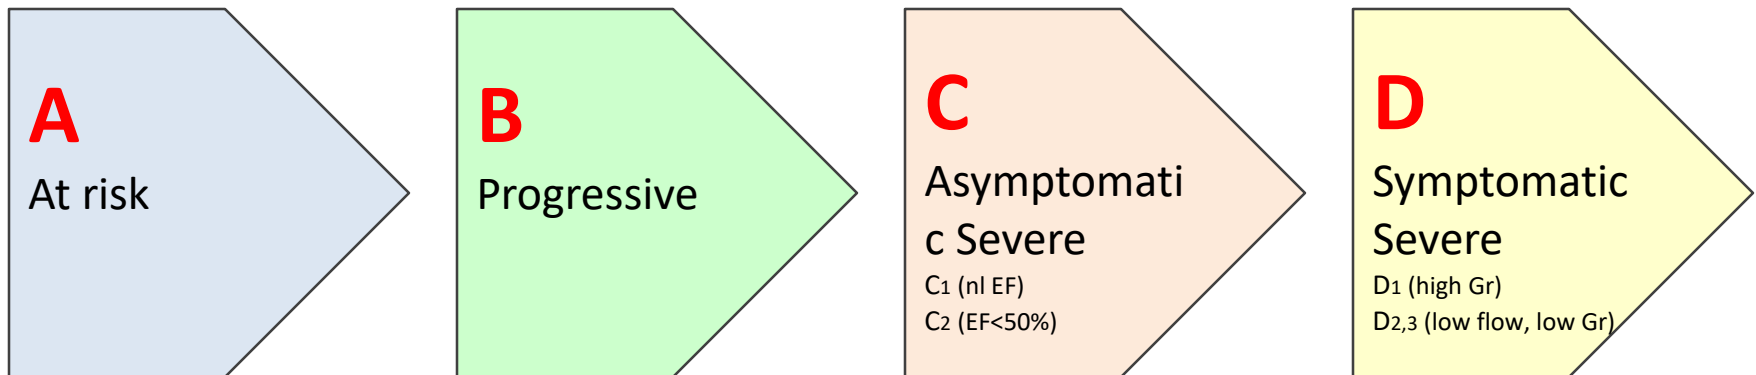 A
At risk
B
Progressive
C
Asymptomati
c Severe
C1 (nl EF)
C2 (EF<50%)
D
Symptomatic
Severe
D1 (high Gr)
D2,3 (low flow, low Gr)